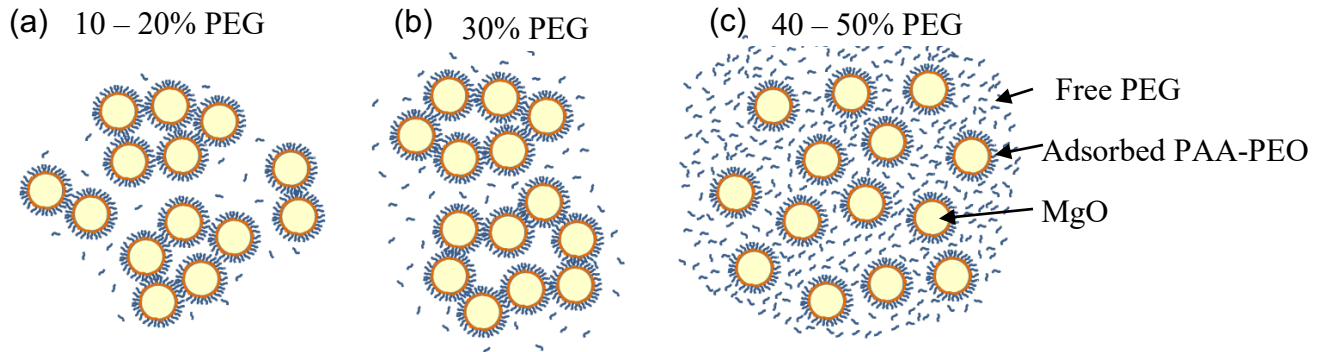 (a) 10 – 20% PEG
(b) 30% PEG
(c) 40 – 50% PEG
Free PEG
Adsorbed PAA-PEO
MgO